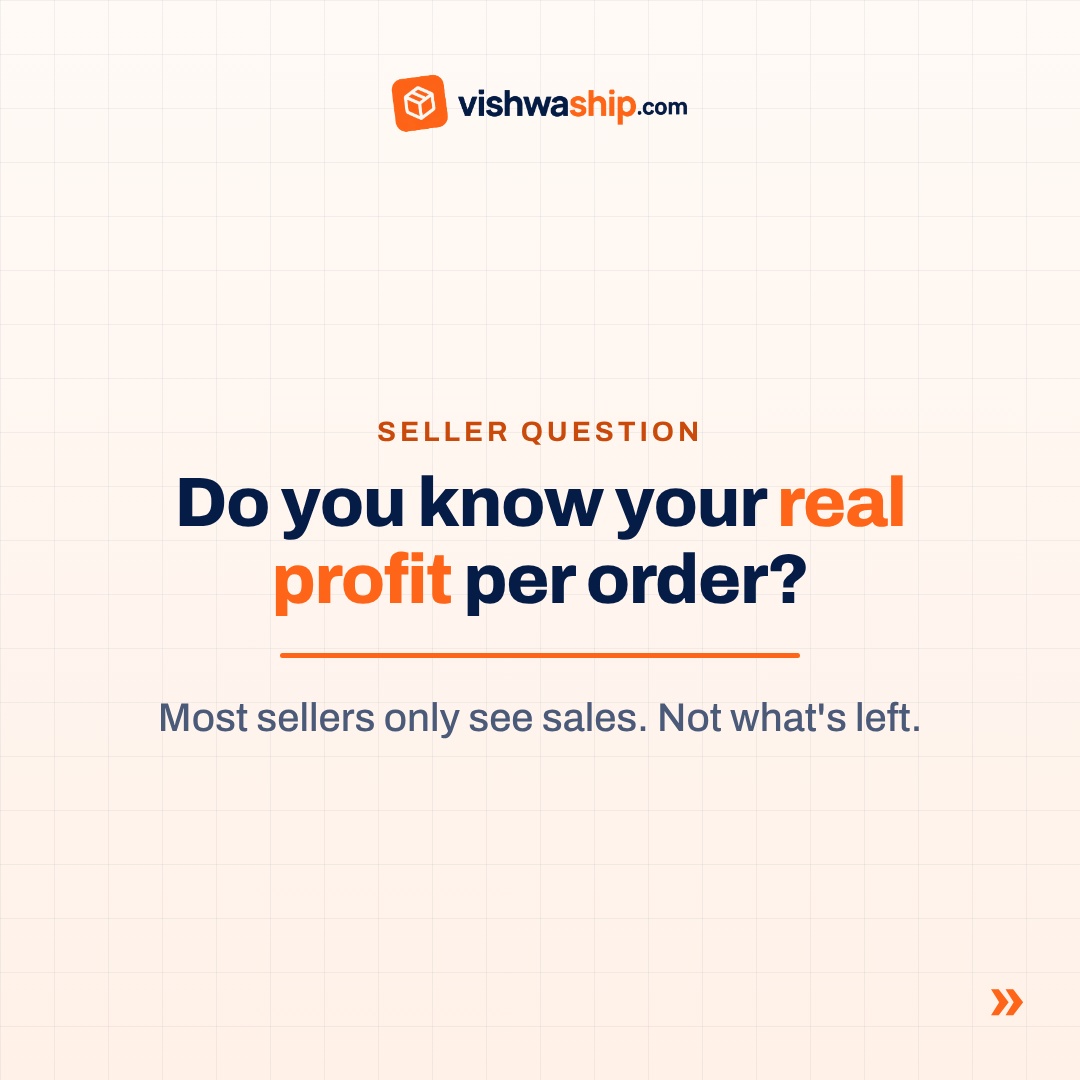 vishwaship.com
SELLER QUESTION
Do you know your real
profit per order?
Most sellers only see sales. Not what's left.
»